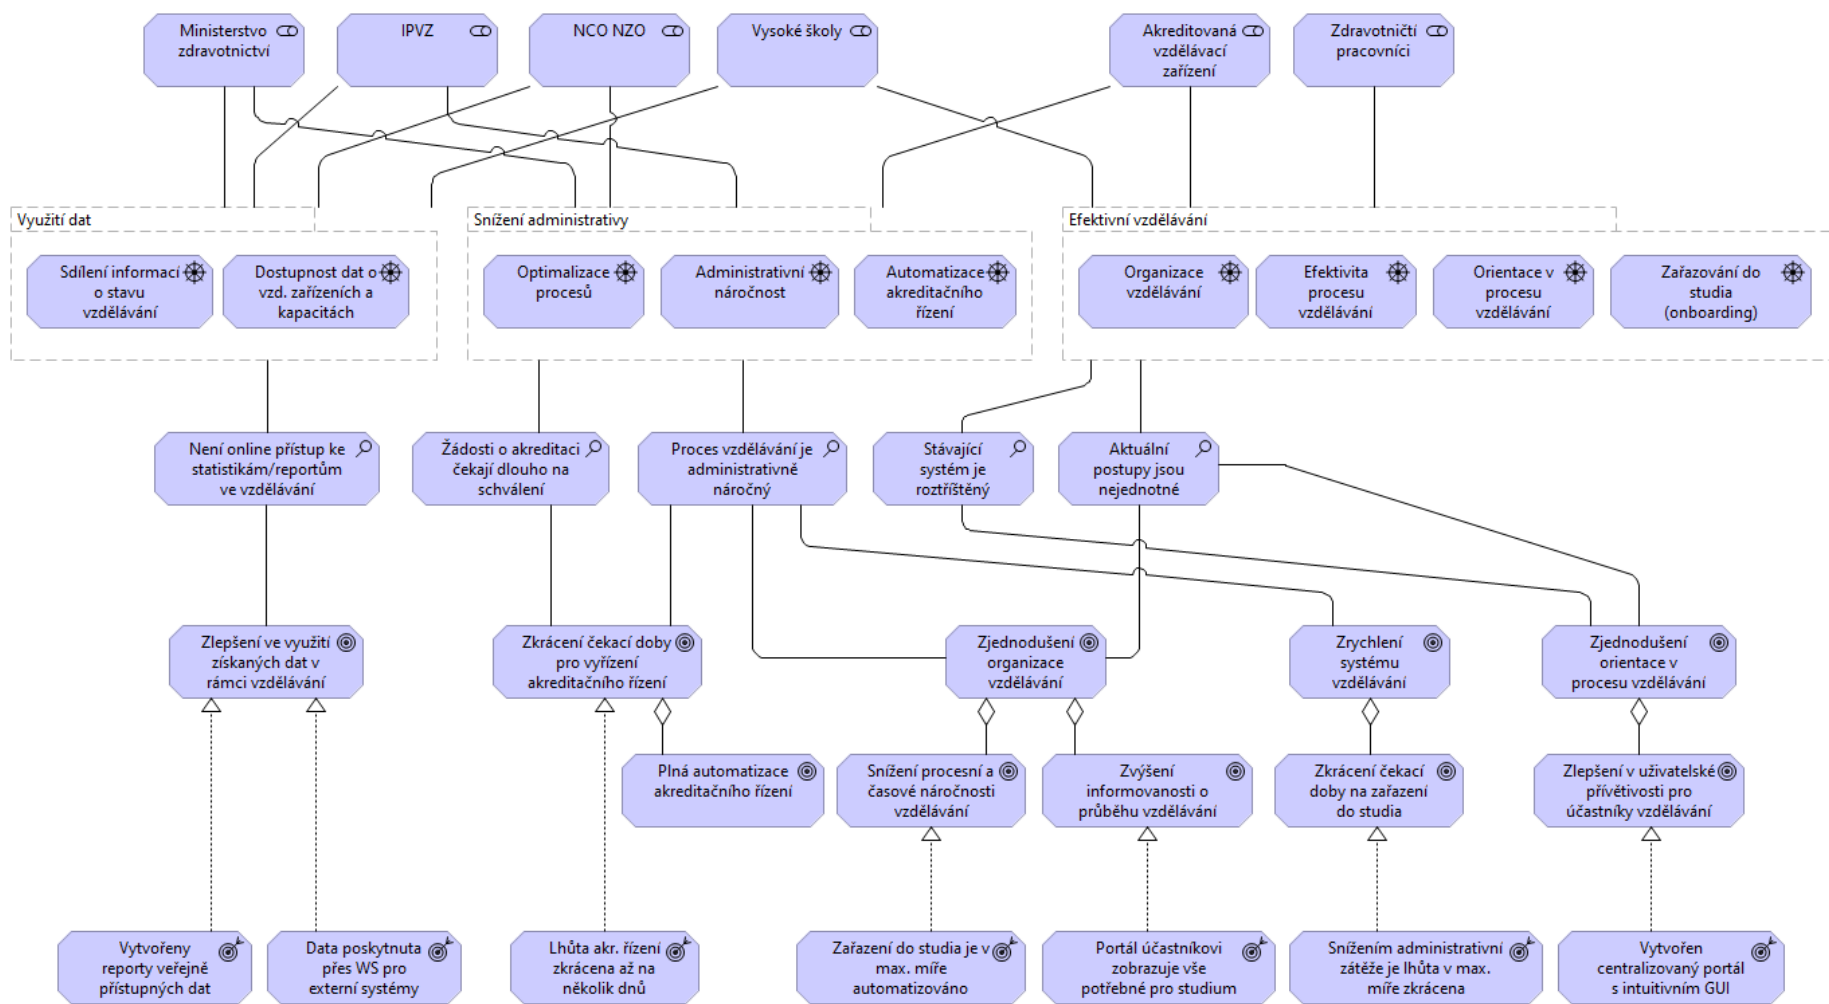 Ministerstvo
zdravotnictví
IPVZ
NCO NZO
Vysoké školy
Akreditovaná
vzdělávací
zařízení
Zdravotničtí
pracovníci
Využití dat
Snížení administrativy
Efektivní vzdělávání
Sdílení informací
o stavu
vzdělávání
Dostupnost dat o
vzd. zařízeních a
kapacitách
Optimalizace
procesů
Administrativní
náročnost
Automatizace
akreditačního
řízení
Organizace
vzdělávání
Efektivita
procesu
vzdělávání
Orientace v
procesu
vzdělávání
Zařazování do
studia
(onboarding)
Není online přístup ke
statistikám/reportům
ve vzdělávání
Žádosti o akreditaci
čekají dlouho na
schválení
Proces vzdělávání je
administrativně
náročný
Stávající
systém je
roztříštěný
Aktuální
postupy jsou
nejednotné
Zlepšení ve využití
získaných dat v
rámci vzdělávání
Zkrácení čekací doby
pro vyřízení
akreditačního řízení
Zjednodušení
organizace
vzdělávání
Zrychlení
systému
vzdělávání
Zjednodušení
orientace v
procesu vzdělávání
Plná automatizace
akreditačního řízení
Snížení procesní a
časové náročnosti
vzdělávání
Zvýšení
informovanosti o
průběhu vzdělávání
Zkrácení čekací
doby na zařazení
do studia
Zlepšení v uživatelské
přívětivosti pro
účastníky vzdělávání
Vytvořeny
reporty veřejně
přístupných dat
Data poskytnuta
přes WS pro
externí systémy
Lhůta akr. řízení
zkrácena až na
několik dnů
Zařazení do studia je v
max. míře
automatizováno
Portál účastníkovi
zobrazuje vše
potřebné pro studium
Snížením administrativní
zátěže je lhůta v max.
míře zkrácena
Vytvořen
centralizovaný portál
s intuitivním GUI